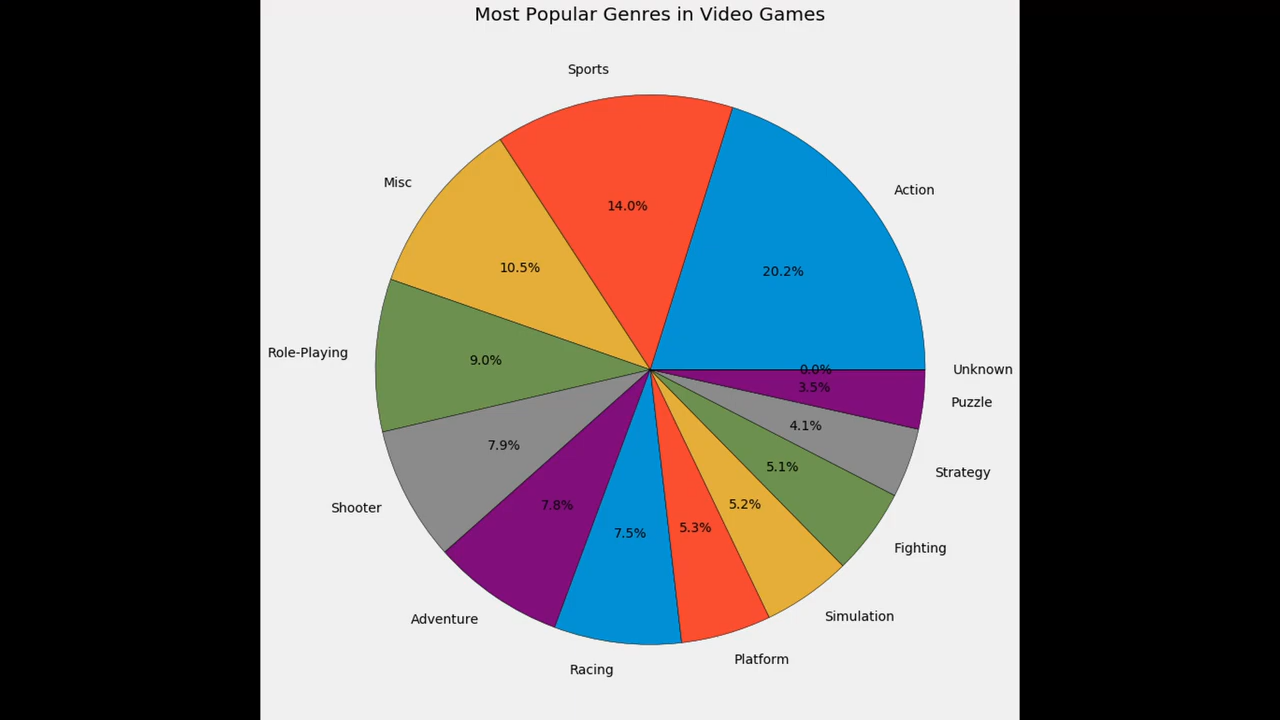 Most Popular Genres in Video Games
Sports
Misc
Action
14.0%
10.5%
20.2%
Role-Playing
9.0%
0.0%
Unknown
3.5%
Puzzle
7.9%
4.1%
Strategy
5.1%
Shooter
7.8%
7.5%
5.3%
5.2%
Fighting
Adventure
Simulation
Racing
Platform